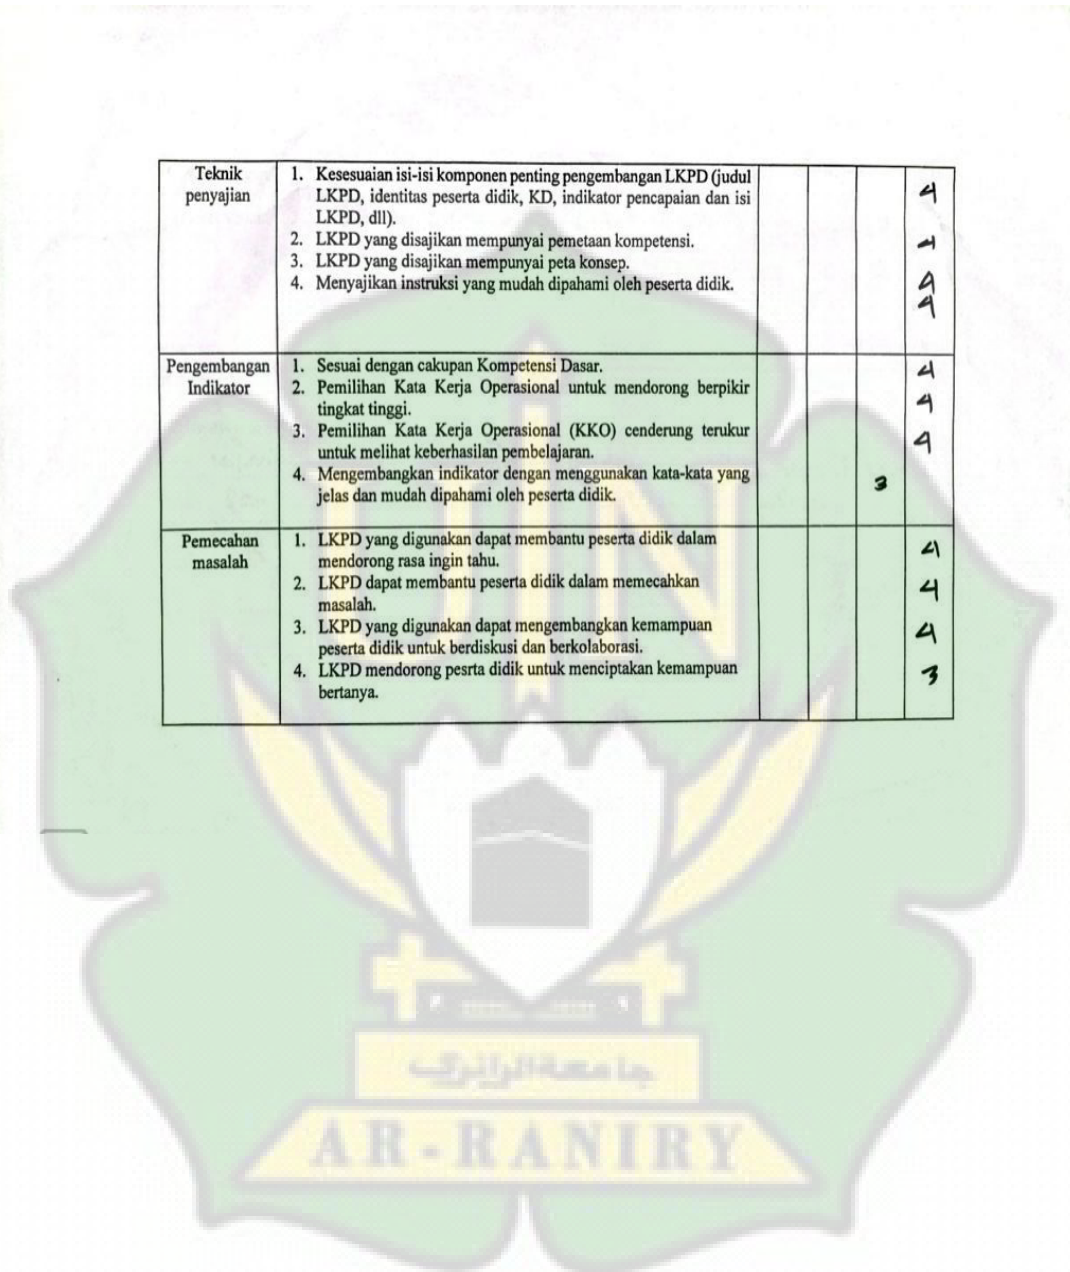 Teknik
penyajian
1. Kesesuaian isi-isi komponen penting pengembangan LKPD (judul
LKPD, identitas peserta didik, KD, indikator pencapaian dan isi
LKPD, dll).
4
2. LKPD yang disajikan mempunyai pemetaan kompetensi.
4
3. LKPD yang disajikan mempunyai peta konsep.
4
4. Menyajikan instruksi yang mudah dipahami oleh peserta didik.
4
Pengembangan
Indikator
1. Sesuai dengan cakupan Kompetensi Dasar.
4
2. Pemilihan Kata Kerja Operasional untuk mendorong berpikir
tingkat tinggi.
4
3. Pemilihan Kata Kerja Operasional (KKO) cenderung terukur
untuk melihat keberhasilan pembelajaran.
4
4. Mengembangkan indikator dengan menggunakan kata-kata yang
jelas dan mudah dipahami oleh peserta didik.
3
Pemecahan
masalah
1. LKPD yang digunakan dapat membantu peserta didik dalam
mendorong rasa ingin tahu.
4
2. LKPD dapat membantu peserta didik dalam memecahkan
masalah.
4
3. LKPD yang digunakan dapat mengembangkan kemampuan
peserta didik untuk berdiskusi dan berkolaborasi.
4
4. LKPD mendorong pesrta didik untuk menciptakan kemampuan
bertanya.
3
UIN
جامعة الرانري
AR-RANIRY